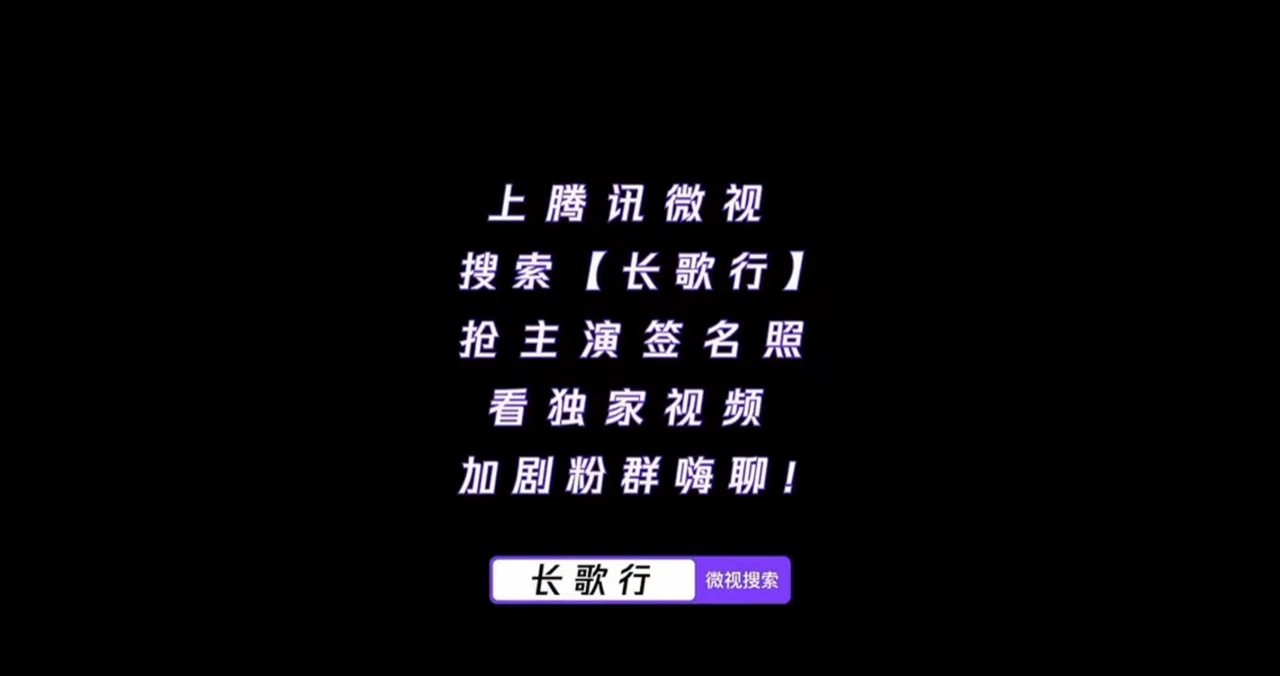 上腾讯微视
搜索【长歌行】
抢主演签名照
看独家视频
加剧粉群嗨聊!
长歌行 微视搜索